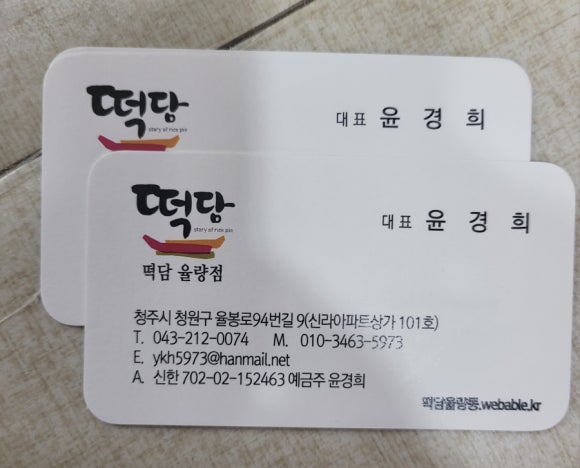 떡담
story of rice pie
대표 윤 경 희
떡담
story of rice pie
떡담 율량점
대표 윤 경 희
청주시 청원구 율봉로94번길 9(신라아파트상가 101호)
T. 043-212-0074 M. 010-3463-5973
E. ykh5973@hanmail.net
A. 신한 702-02-152463 예금주 윤경희
떡담율량동.webable.kr